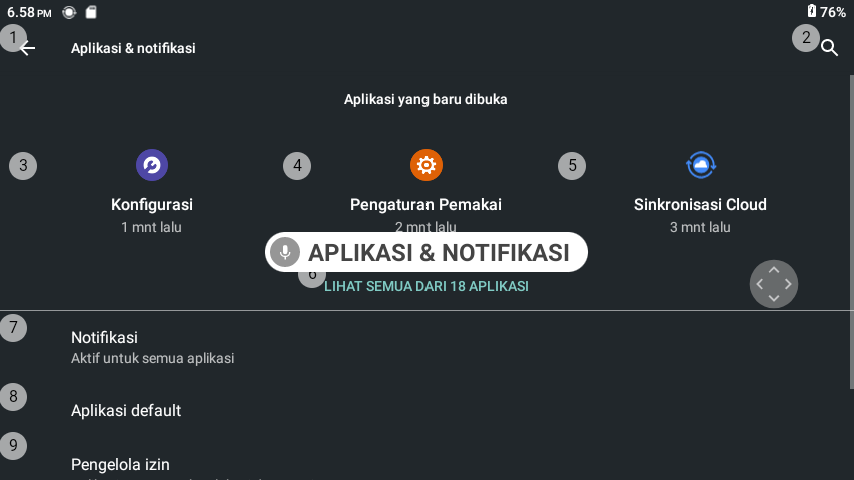 6.58 PM
76%
1
Aplikasi & notifikasi
2
Aplikasi yang baru dibuka
3
4
5
Konfigurasi
Pengaturan Pemakai
Sinkronisasi Cloud
1 mnt lalu
2 mnt lalu
3 mnt lalu
APLIKASI & NOTIFIKASI
6
LIHAT SEMUA DARI 18 APLIKASI
7
Notifikasi
Aktif untuk semua aplikasi
8
Aplikasi default
9
Pengelola izin